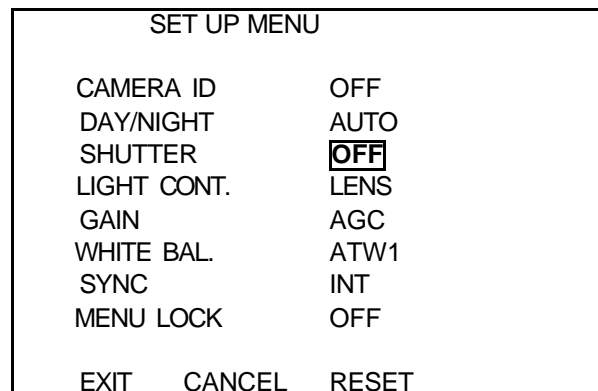 SET UP MENU
CAMERA ID OFF
DAY/NIGHT AUTO
SHUTTER OFF
LIGHT CONT. LENS
GAIN AGC
WHITE BAL. ATW1
SYNC INT
MENU LOCK OFF
EXIT CANCEL RESET